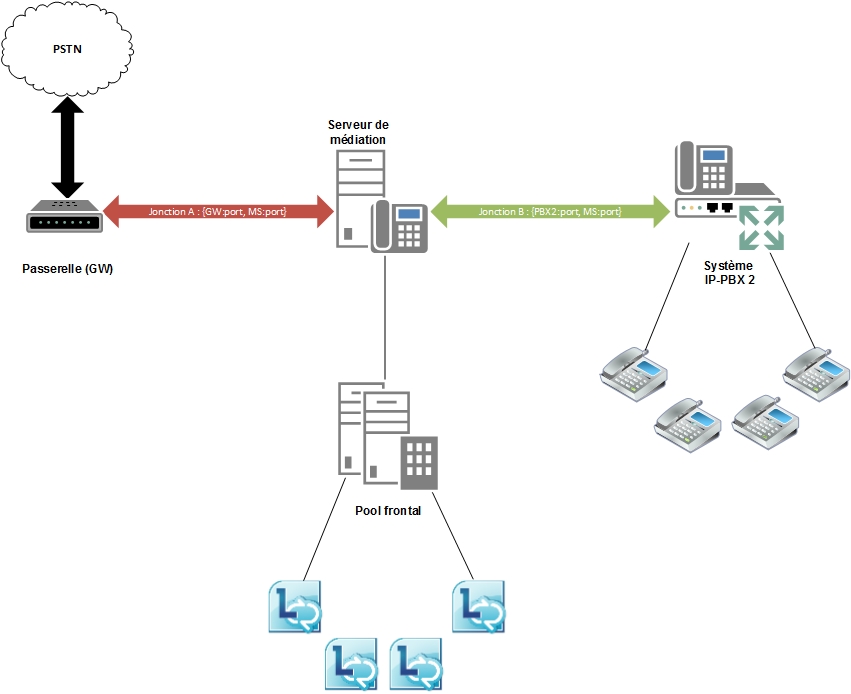 PSTN
Serveur de
médiation
Jonction A : {GW:port, MS:port}
Jonction B : {PBX2:port, MS:port}
Passerelle (GW)
Système
IP-PBX 2
Pool frontal